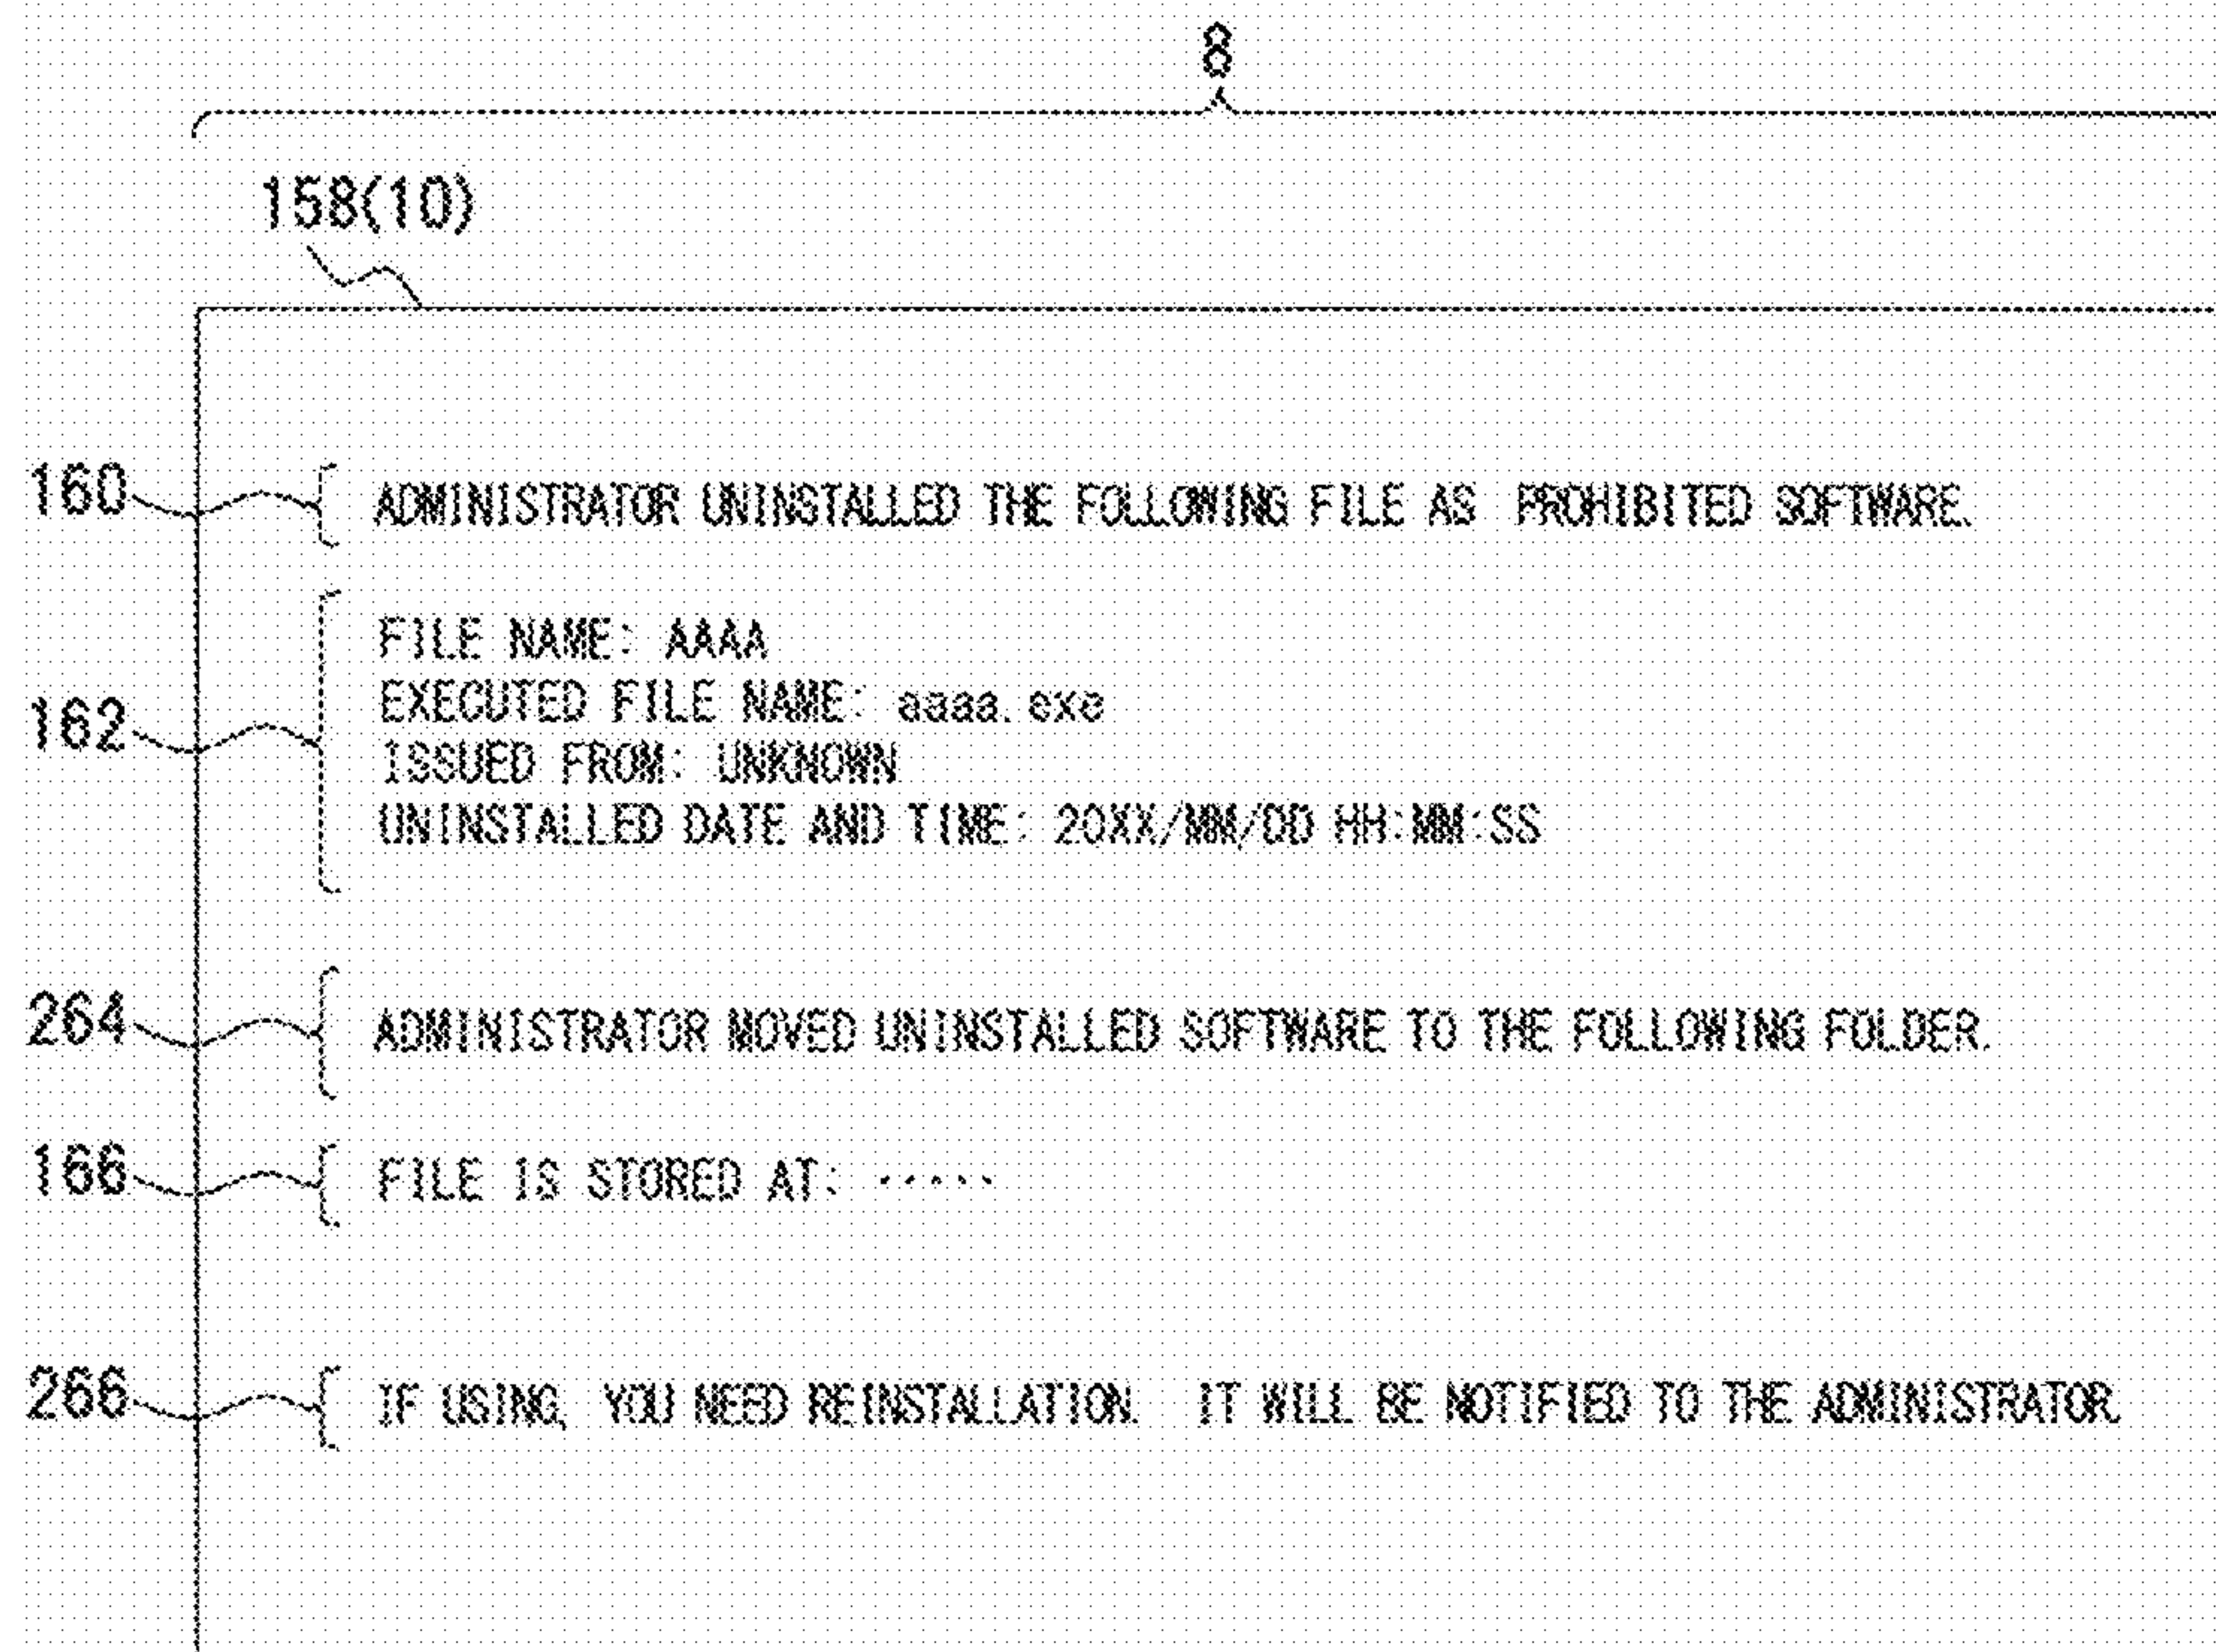 8
158(10)
160 ADMINISTRATOR UNINSTALLED THE FOLLOWING FILE AS PROHIBITED SOFTWARE.
FILE NAME: AAAA
EXECUTED FILE NAME: aaaa.exe
162
ISSUED FROM: UNKNOWN
UNINSTALLED DATE AND TIME: 20XX/MM/DD HH:MM:SS
264 ADMINISTRATOR MOVED UNINSTALLED SOFTWARE TO THE FOLLOWING FOLDER.
166 FILE IS STORED AT: ·····
266 IF USING, YOU NEED REINSTALLATION. IT WILL BE NOTIFIED TO THE ADMINISTRATOR.